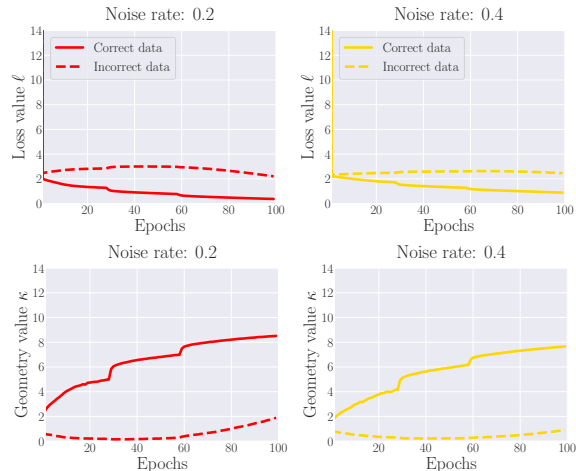 Noise rate: 0.2
Loss value ℓ
14
12
10
8
6
4
2
0
Correct data
Incorrect data
20 40 60 80 100
Epochs
Noise rate: 0.4
Loss value ℓ
14
12
10
8
6
4
2
0
Correct data
Incorrect data
20 40 60 80 100
Epochs
Noise rate: 0.2
Geometry value κ
14
12
10
8
6
4
2
0
20 40 60 80 100
Epochs
Noise rate: 0.4
Geometry value κ
14
12
10
8
6
4
2
0
20 40 60 80 100
Epochs